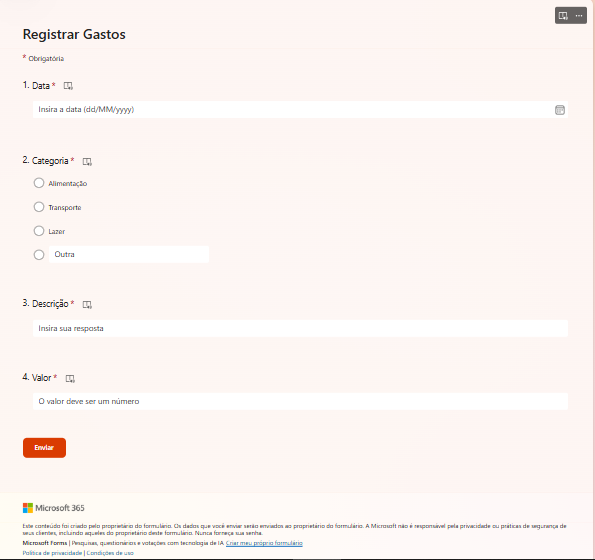 Registrar Gastos
* Obrigatória
1. Data *
Insira a data (dd/MM/yyyy)
2. Categoria *
Alimentação
Transporte
Lazer
Outra
3. Descrição *
Insira sua resposta
4. Valor *
O valor deve ser um número
Enviar
Microsoft 365
Este conteúdo foi criado pelo proprietário do formulário. Os dados que você enviar serão enviados ao proprietário do formulário. A Microsoft não é responsável pela privacidade ou práticas de segurança de
seus clientes, incluindo aqueles do proprietário deste formulário. Nunca forneça sua senha.
Microsoft Forms | Pesquisas, questionários e votações com tecnologia de IA Criar meu próprio formulário
Política de privacidade | Condições de uso